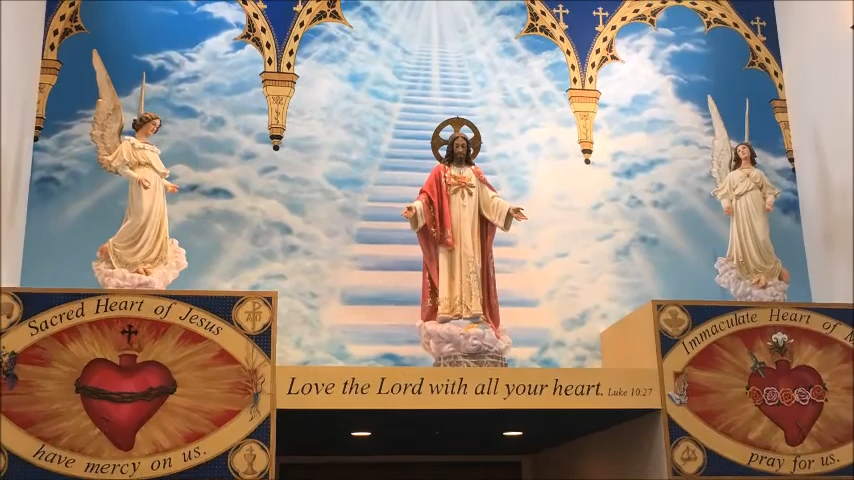 Sacred Heart of Jesus,
have mercy on us.
Love the Lord with all your heart. Luke 10:27
Immaculate Heart of
pray for us.